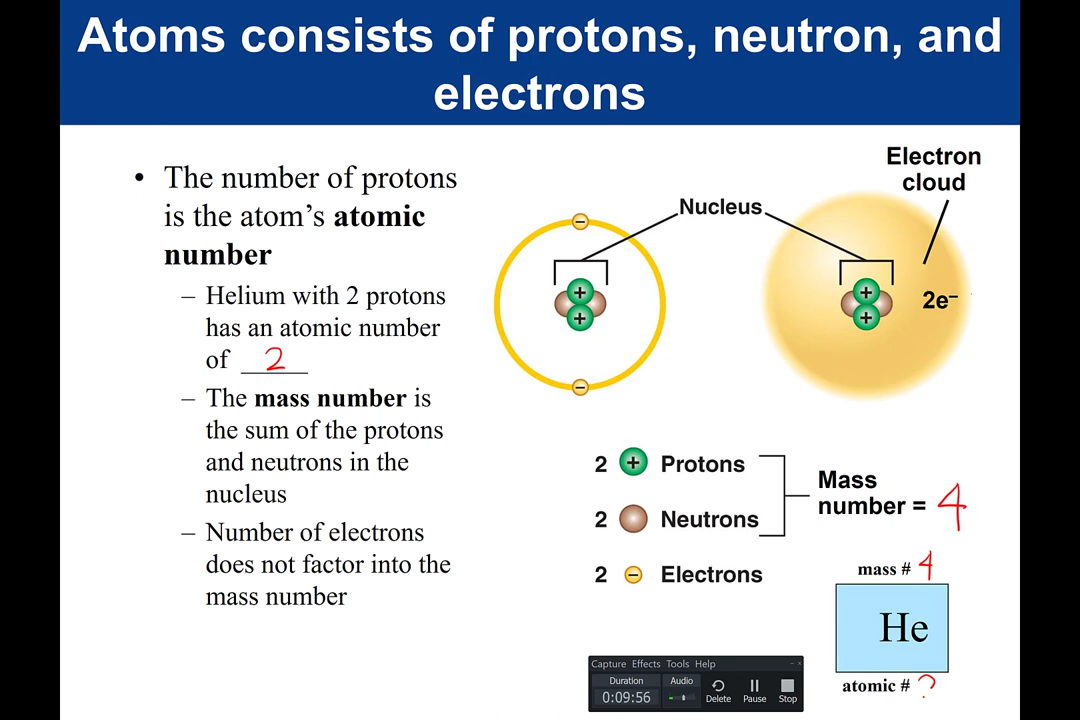 Atoms consists of protons, neutron, and
electrons
• The number of protons
is the atom's atomic
number
– Helium with 2 protons
has an atomic number
of 2
– The mass number is
the sum of the protons
and neutrons in the
nucleus
– Number of electrons
does not factor into the
mass number
Electron
cloud
Nucleus
−
+
+
−
+
+
2e−
2 + Protons
2 Neutrons
2 − Electrons
Mass
number = 4
mass # 4
He
atomic # ?
Capture Effects Tools Help
Duration
0:09:56
Audio
Delete
Pause
Stop